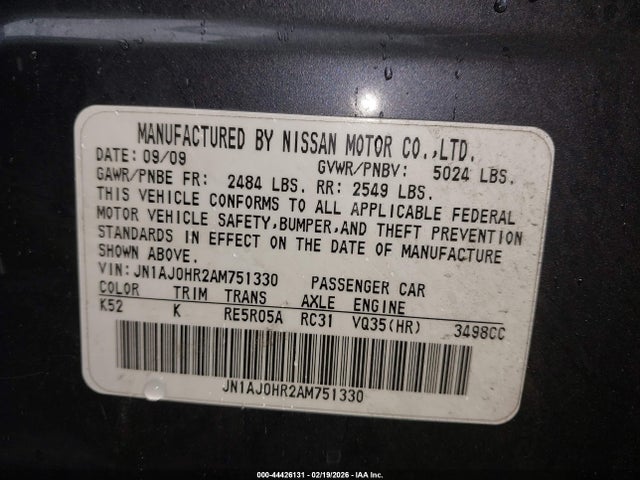 MANUFACTURED BY NISSAN MOTOR CO.,LTD.
DATE: 09/09 GVWR/PNBV: 5024 LBS.
GAWR/PNBE FR: 2484 LBS. RR: 2549 LBS.
THIS VEHICLE CONFORMS TO ALL APPLICABLE FEDERAL
MOTOR VEHICLE SAFETY,BUMPER,AND THEFT PREVENTION
STANDARDS IN EFFECT ON THE DATE OF MANUFACTURE
SHOWN ABOVE.
VIN: JN1AJ0HR2AM751330 PASSENGER CAR
COLOR TRIM TRANS AXLE ENGINE
K52 K RE5R05A RC31 VQ35(HR) 3498CC
JN1AJ0HR2AM751330
000-44426131 - 02/19/2026 - IAA Inc.